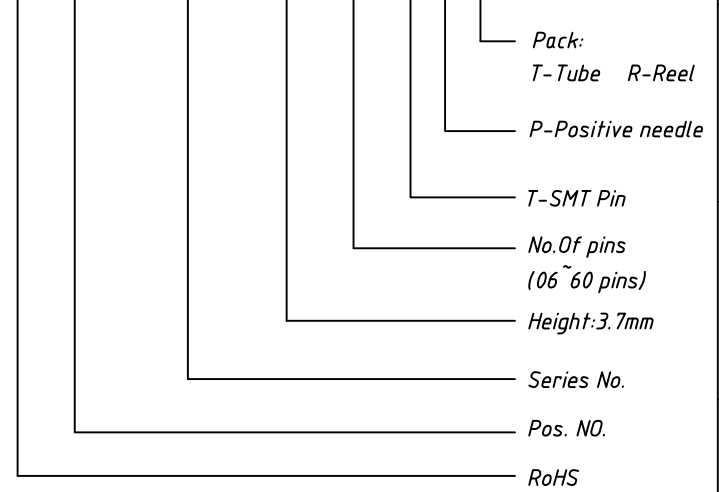 Pack:
T-Tube R-Reel
P-Positive needle
T-SMT Pin
No.Of pins
(06~60 pins)
Height:3.7mm
Series No.
Pos. NO.
RoHS